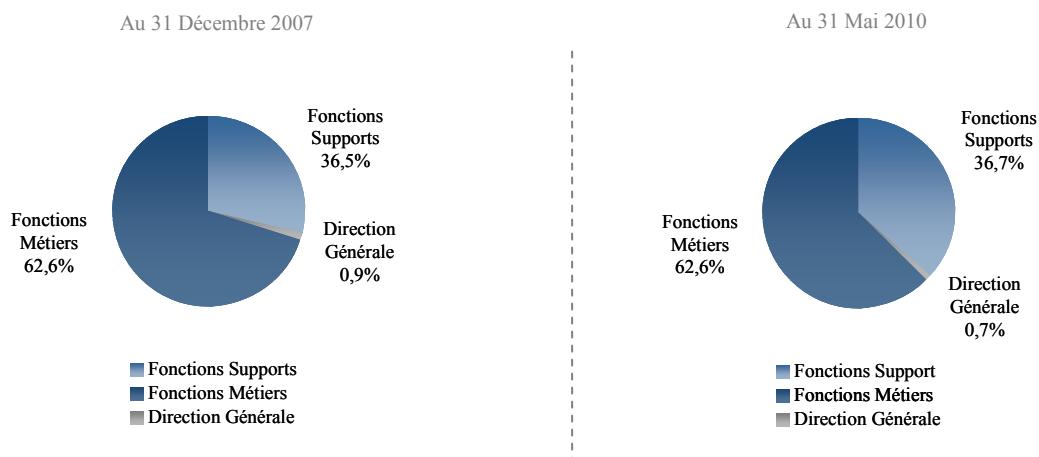 Au 31 Décembre 2007
Fonctions
Supports
36,5%
Direction
Générale
0,9%
Fonctions
Métiers
62,6%
Fonctions Supports
Fonctions Métiers
Direction Générale
Au 31 Mai 2010
Fonctions
Supports
36,7%
Direction
Générale
0,7%
Fonctions
Métiers
62,6%
Fonctions Support
Fonctions Métiers
Direction Générale